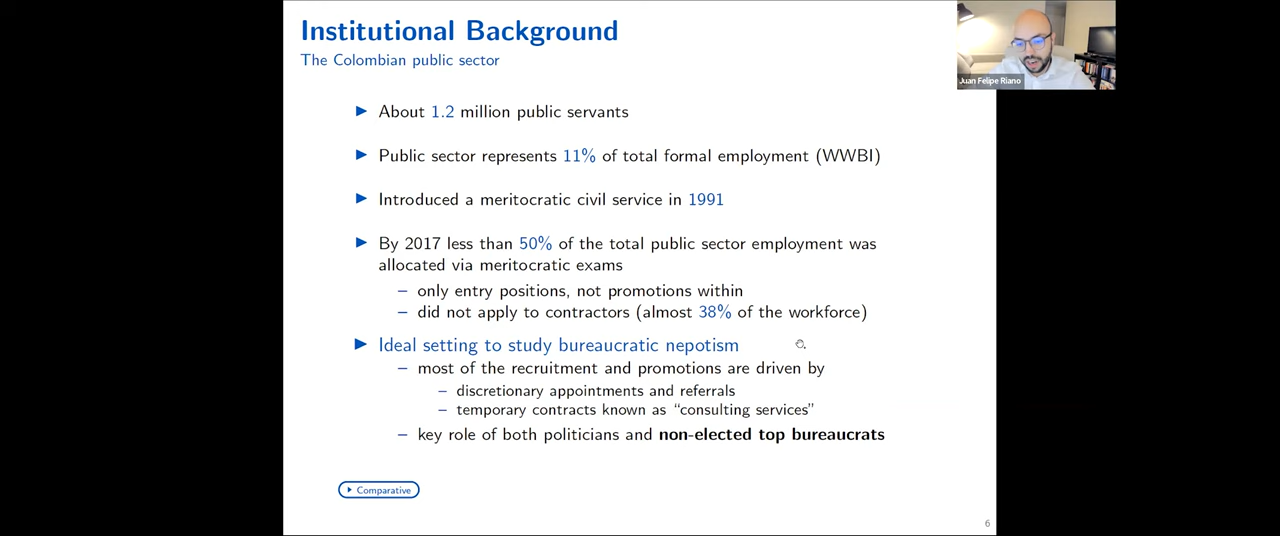 Institutional Background
The Colombian public sector
Juan Felipe Riano
► About 1.2 million public servants
► Public sector represents 11% of total formal employment (WWBI)
► Introduced a meritocratic civil service in 1991
► By 2017 less than 50% of the total public sector employment was
allocated via meritocratic exams
– only entry positions, not promotions within
– did not apply to contractors (almost 38% of the workforce)
► Ideal setting to study bureaucratic nepotism
– most of the recruitment and promotions are driven by
– discretionary appointments and referrals
– temporary contracts known as “consulting services”
– key role of both politicians and non-elected top bureaucrats
► Comparative
6